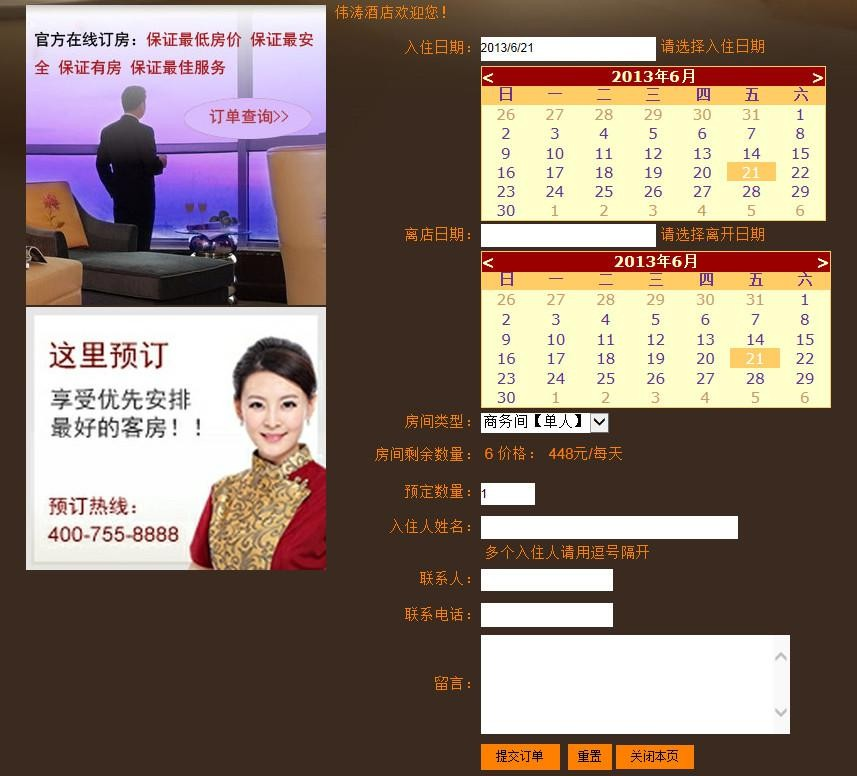 官方在线订房：保证最低房价 保证最安
全 保证有房 保证最佳服务
订单查询>>
这里预订
享受优先安排
最好的客房！！
预订热线：
400-755-8888
伟涛酒店欢迎您！
入住日期： 2013/6/21 请选择入住日期
< 2013年6月 >
日 一 二 三 四 五 六
26 27 28 29 30 31 1
2 3 4 5 6 7 8
9 10 11 12 13 14 15
16 17 18 19 20 21 22
23 24 25 26 27 28 29
30 1 2 3 4 5 6
离店日期： 请选择离开日期
< 2013年6月 >
日 一 二 三 四 五 六
26 27 28 29 30 31 1
2 3 4 5 6 7 8
9 10 11 12 13 14 15
16 17 18 19 20 21 22
23 24 25 26 27 28 29
30 1 2 3 4 5 6
房间类型： 商务间【单人】
房间剩余数量： 6 价格： 448元/每天
预定数量： 1
入住人姓名：
多个入住人请用逗号隔开
联系人：
联系电话：
留言：
提交订单 重置 关闭本页